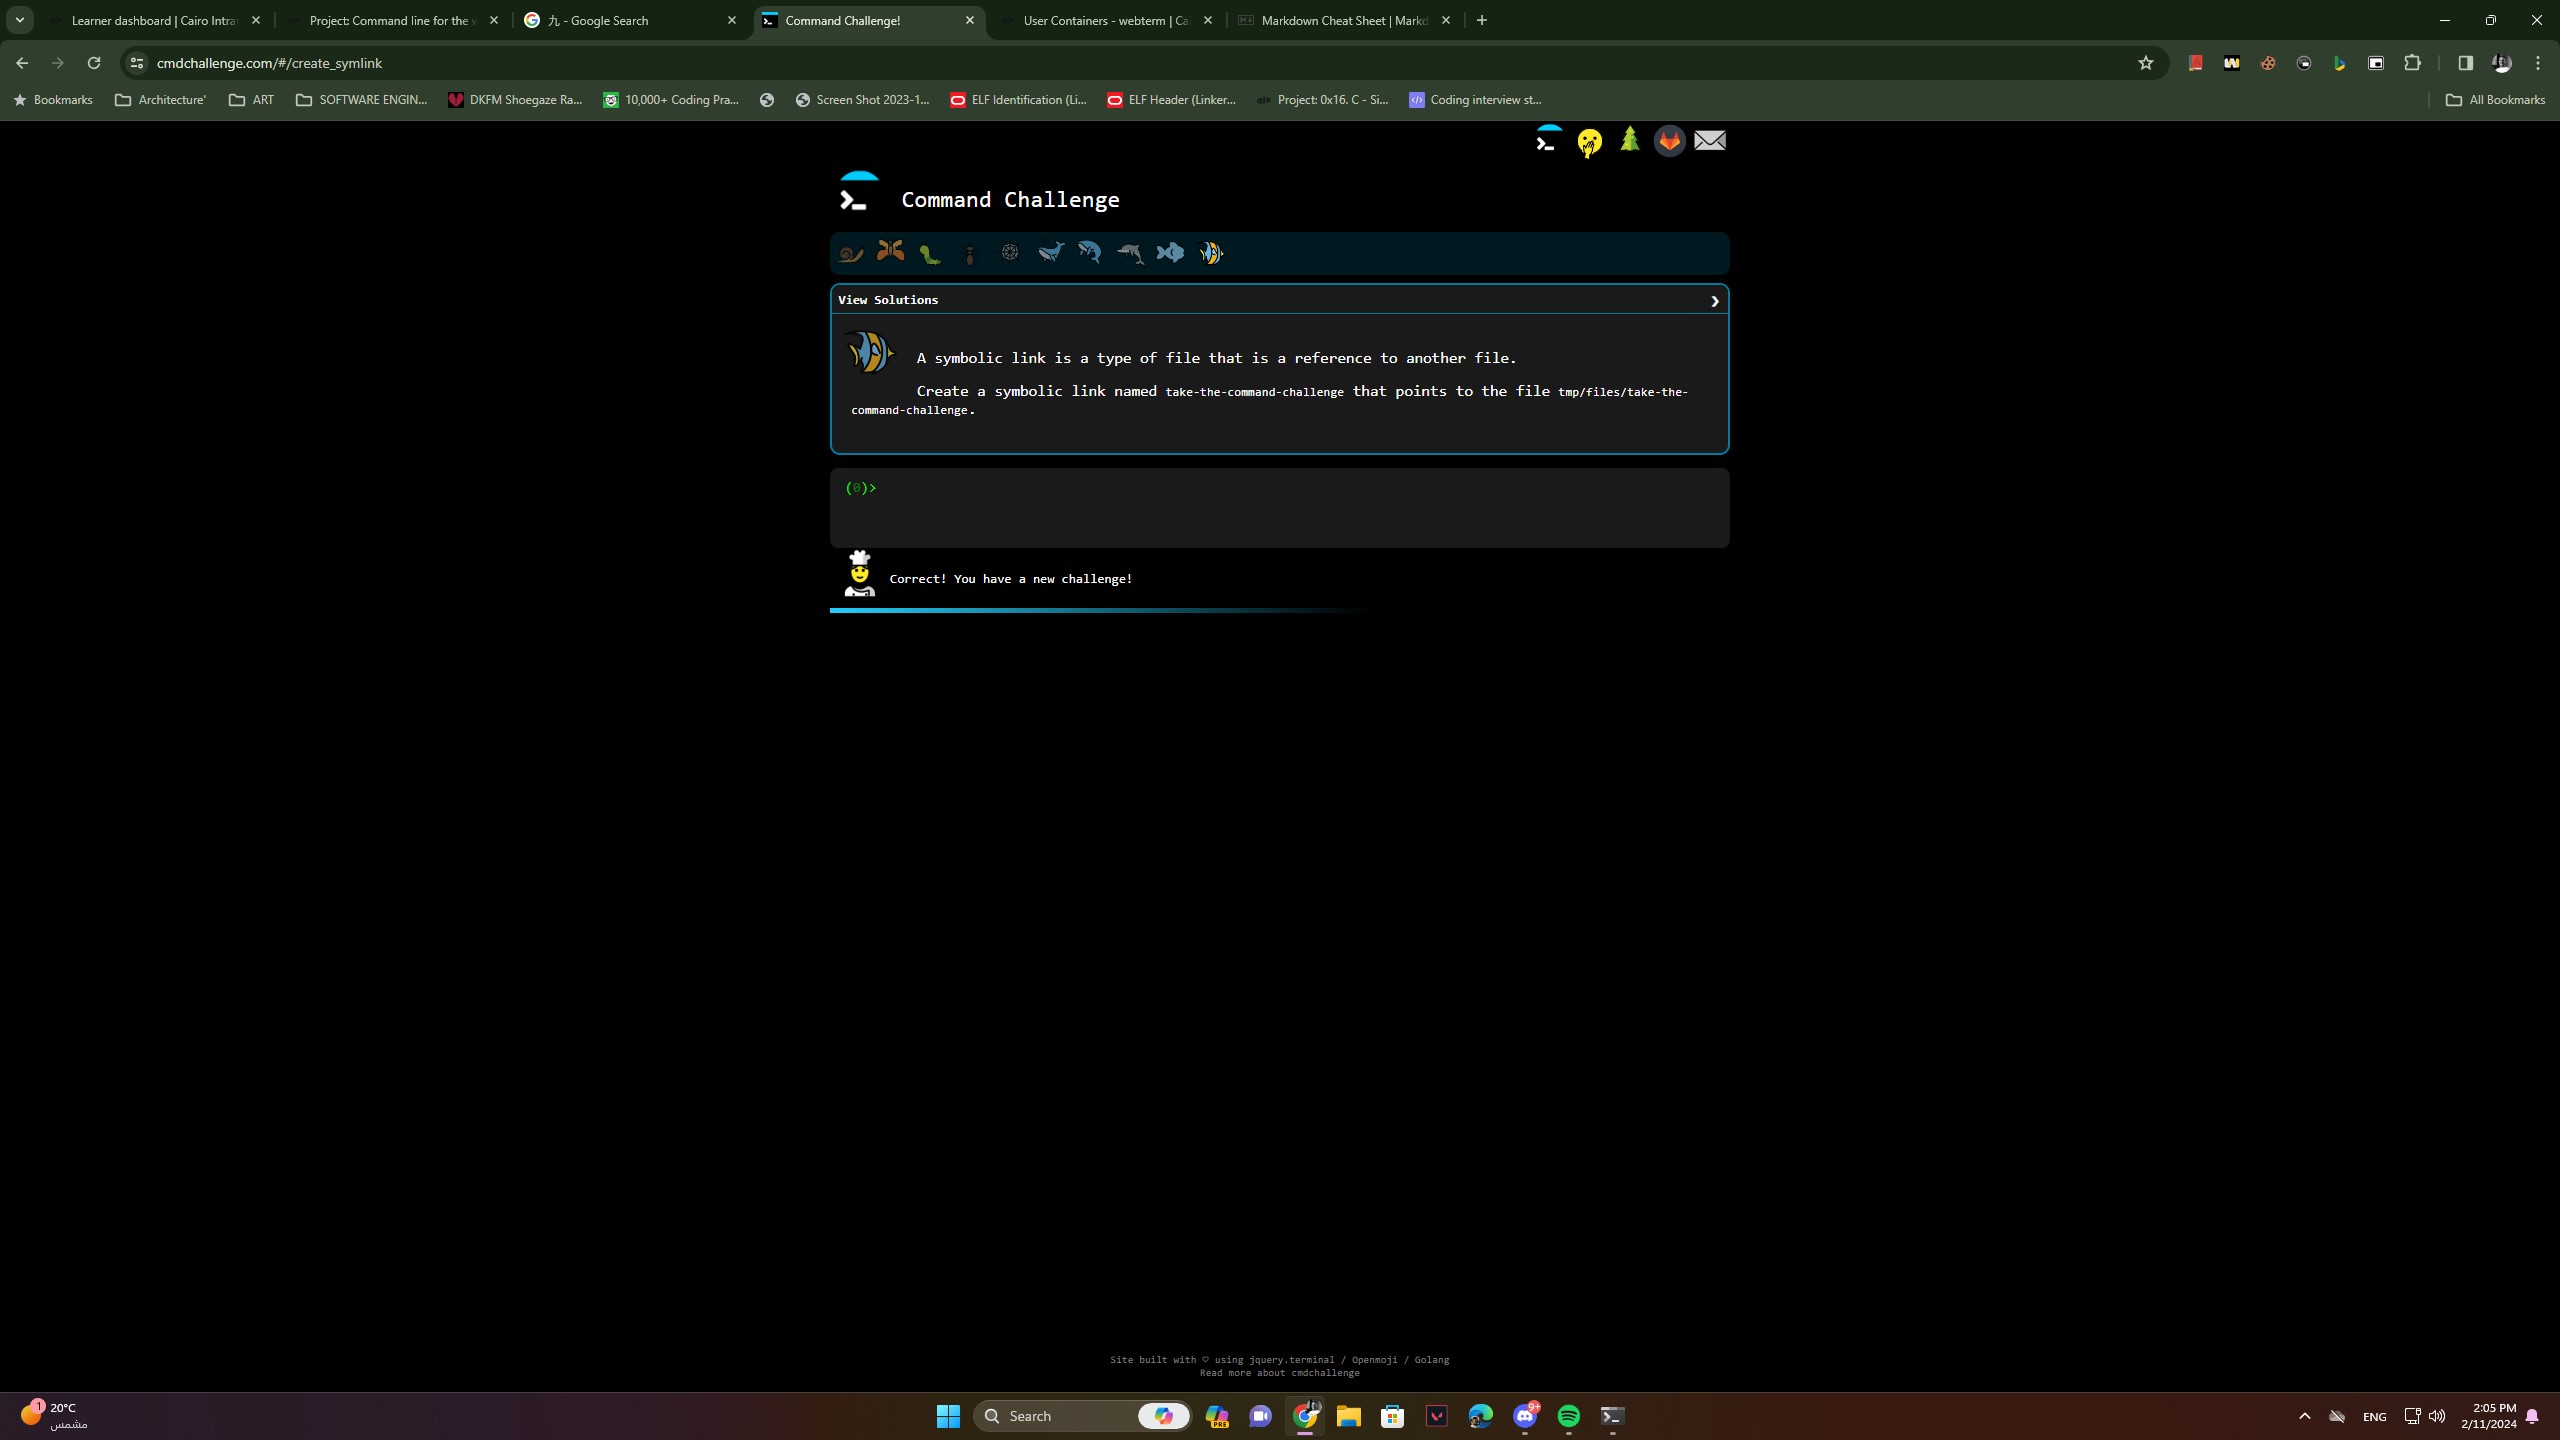 Learner dashboard | Cairo Intra
Project: Command line for the w
九 - Google Search
Command Challenge!
User Containers - webterm | Ca
Markdown Cheat Sheet | Markd
cmdchallenge.com/#/create_symlink
Bookmarks
Architecture'
ART
SOFTWARE ENGIN...
DKFM Shoegaze Ra...
10,000+ Coding Pra...
Screen Shot 2023-1...
ELF Identification (Li...
ELF Header (Linker...
Project: 0x16. C - Si...
Coding interview st...
All Bookmarks
Command Challenge
View Solutions
A symbolic link is a type of file that is a reference to another file.
Create a symbolic link named take-the-command-challenge that points to the file tmp/files/take-the-
command-challenge.
(0)>
Correct! You have a new challenge!
Site built with ♡ using jquery.terminal / Openmoji / Golang
Read more about cmdchallenge
1
20°C
مشمس
Search
PRE
9+
ENG
2:05 PM
2/11/2024